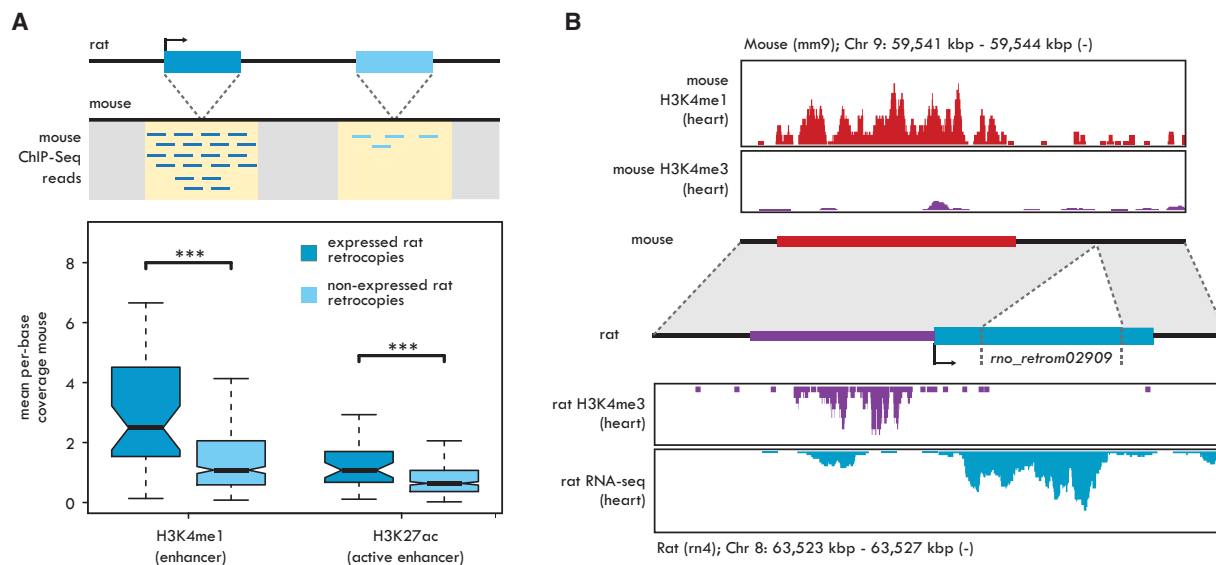 A
rat
mouse
mouse
ChIP-Seq
reads
mean per-base
coverage mouse
8
6
4
2
0
***
***
expressed rat
retrocopies
non-expressed rat
retrocopies
H3K4me1
(enhancer)
H3K27ac
(active enhancer)
B
Mouse (mm9); Chr 9: 59,541 kbp - 59,544 kbp (-)
mouse
H3K4me1
(heart)
mouse H3K4me3
(heart)
mouse
rat
rno_retrom02909
rat H3K4me3
(heart)
rat RNA-seq
(heart)
Rat (rn4); Chr 8: 63,523 kbp - 63,527 kbp (-)